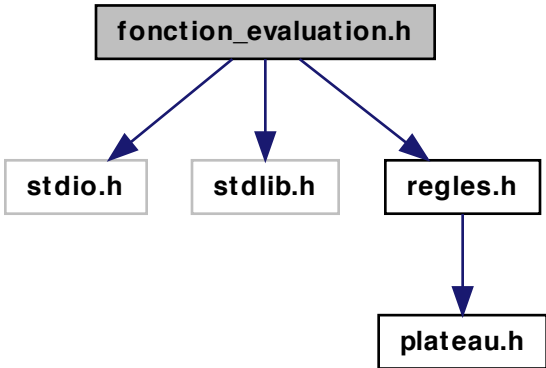 fonction_evaluation.h
stdio.h
stdlib.h
regles.h
plateau.h